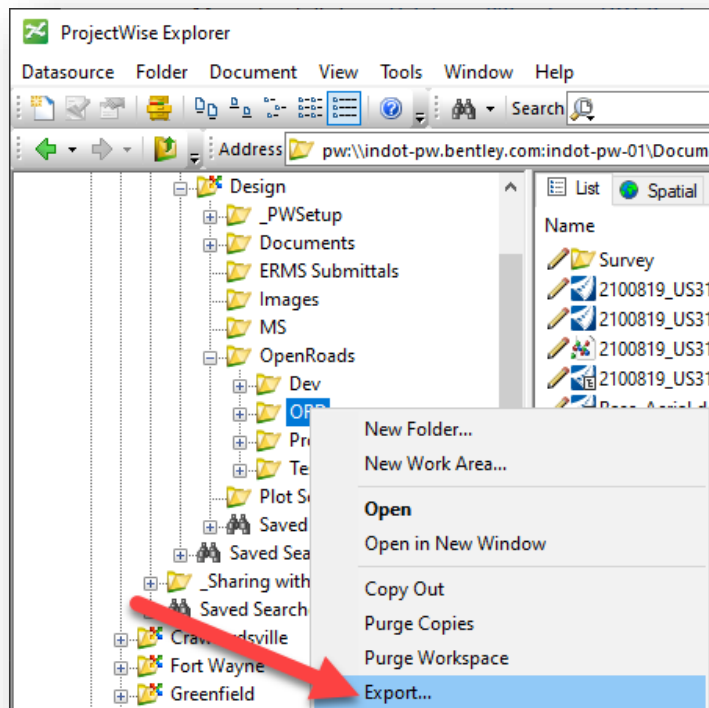 ProjectWise Explorer
Datasource Folder Document View Tools Window Help
Search
Address pw:\\indot-pw.bentley.com:indot-pw-01\Docum
Design
_PWSetup
Documents
ERMS Submittals
Images
MS
OpenRoads
Dev
Plot
Saved
Saved Sea
_Sharing with
Saved Search
Fort Wayne
Greenfield
New Folder...
New Work Area...
Open
Open in New Window
Copy Out
Purge Copies
Purge Workspace
Export...
List Spatial
Name
Survey
2100819_US31
2100819_US31
2100819_US31
2100819_US31